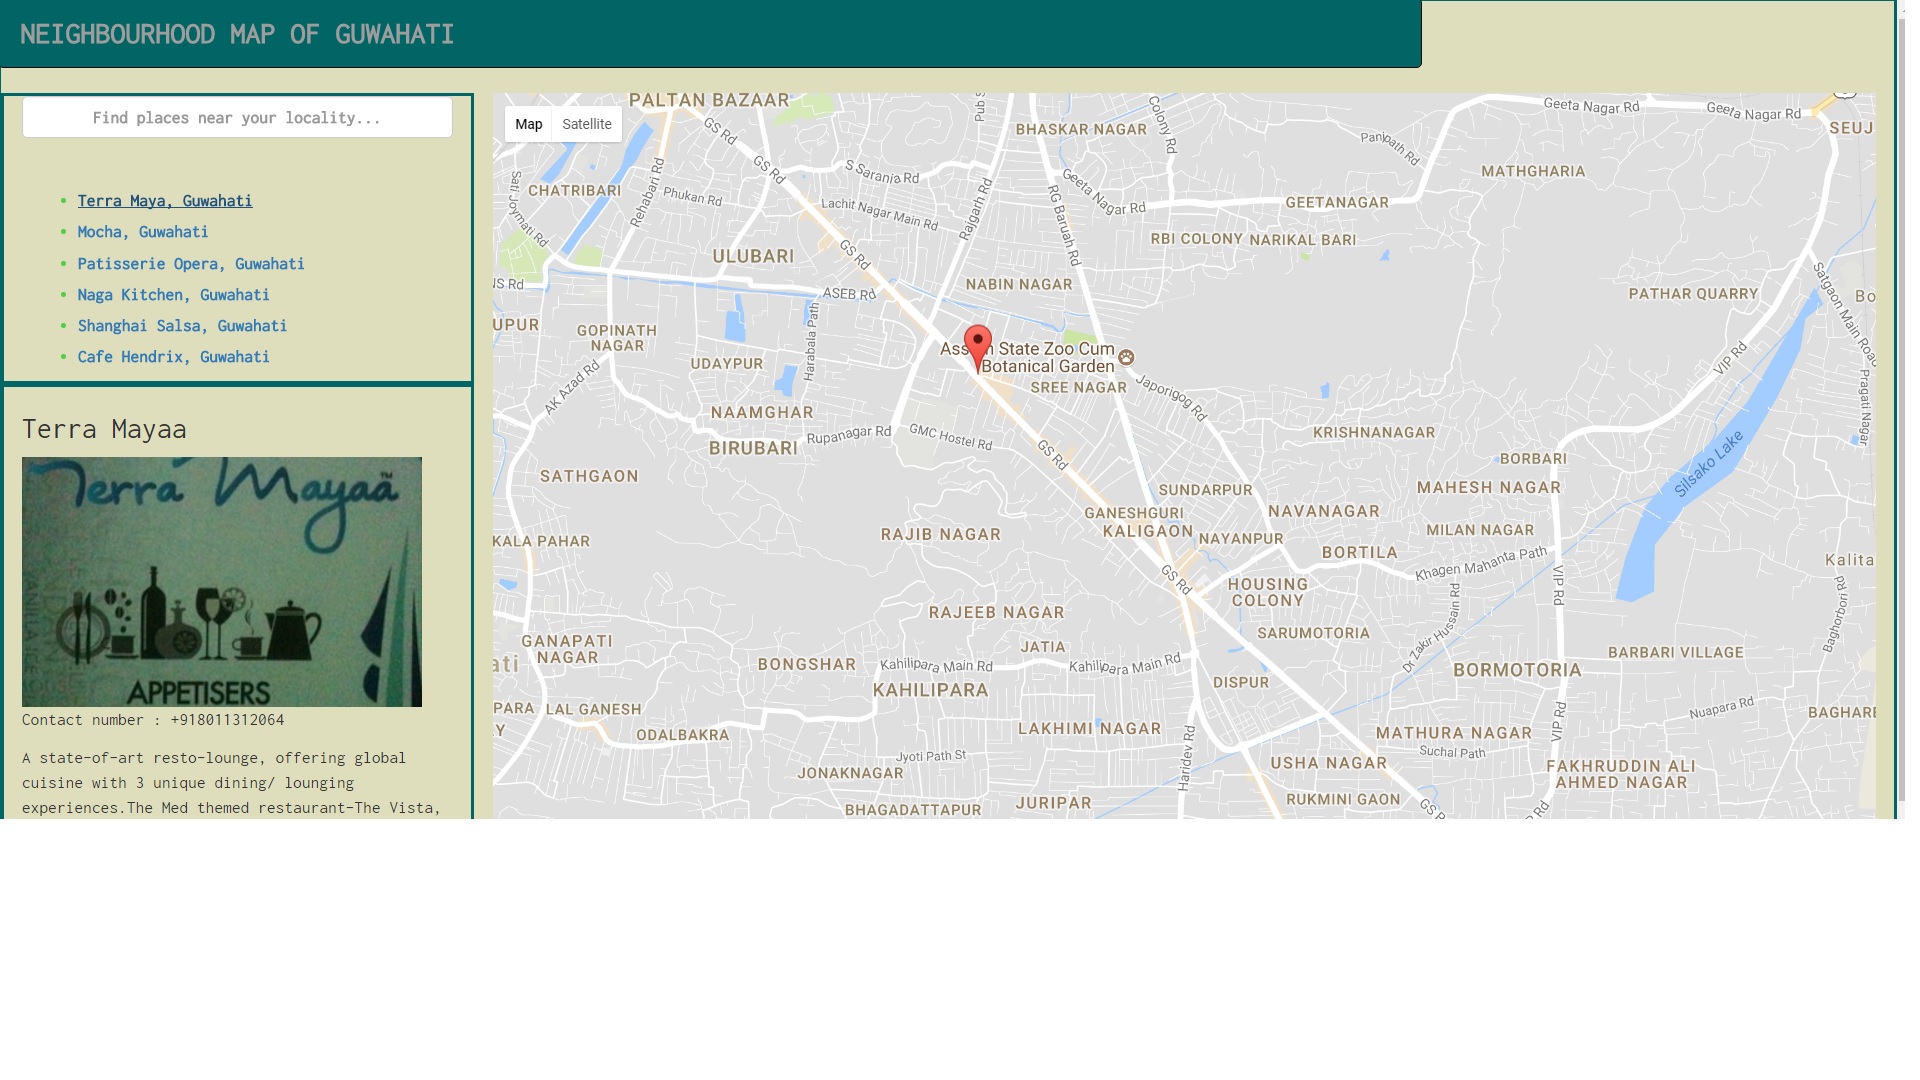 NEIGHBOURHOOD MAP OF GUWAHATI
Find places near your locality...
Terra Maya, Guwahati
Mocha, Guwahati
Patisserie Opera, Guwahati
Naga Kitchen, Guwahati
Shanghai Salsa, Guwahati
Cafe Hendrix, Guwahati
Terra Mayaa
Terra Mayaa™
APPETISERS
Contact number : +918011312064
A state-of-art resto-lounge, offering global
cuisine with 3 unique dining/ lounging
experiences.The Med themed restaurant-The Vista,
Map Satellite
PALTAN BAZAAR
Pub S
BHASKAR NAGAR
Colony Rd
Geeta Nagar Rd
Geeta Nagar Rd
SEUJ
GS Rd
GS Rd
Panjpath Rd
MATHGHARIA
S Sarania Rd
CHATRIBARI
Sati Joymati Rd
Rehabari Rd
Phukan Rd
Lachit Nagar Main Rd
Rajgarh Rd
RG Baruah Rd
Geeta Nagar Rd
GEETANAGAR
RBI COLONY
NARIKAL BARI
ULUBARI
GS Rd
NS Rd
ASEB Rd
NABIN NAGAR
PATHAR QUARRY
Satgaon Main Road
Bo
UPUR
GOPINATH
NAGAR
Harabala Path
UDAYPUR
Assam State Zoo Cum
Botanical Garden
SREE NAGAR
Japorigog Rd
VIP Rd
Pragati Nagar
AK Azad Rd
NAAMGHAR
BIRUBARI
Rupanagar Rd
GMC Hostel Rd
GS Rd
KRISHNANAGAR
BORBARI
Silsako Lake
SATHGAON
SUNDARPUR
MAHESH NAGAR
GANESHGURI
KALIGAON
NAVANAGAR
NAYANPUR
MILAN NAGAR
KALA PAHAR
RAJIB NAGAR
BORTILA
Khagen Mahanta Path
Kalita
GS Rd
HOUSING
COLONY
VIP Rd
Baghorbori Rd
RAJEEB NAGAR
Dr Zakir Hussain Rd
SARUMOTORIA
GANAPATI
NAGAR
JATIA
BARBARI VILLAGE
ati
BONGSHAR
Kahilipara Main Rd
Kahilipara Main Rd
BORMOTORIA
KAHILIPARA
DISPUR
PARA
Y
LAL GANESH
Nuapara Rd
BAGHARB
ODALBAKRA
LAKHIMI NAGAR
Haridev Rd
MATHURA NAGAR
Suchal Path
VIP Rd
Jyoti Path St
JONAKNAGAR
USHA NAGAR
FAKHRUDDIN ALI
AHMED NAGAR
BHAGADATTAPUR
JURIPAR
RUKMINI GAON
GS R
P Rd